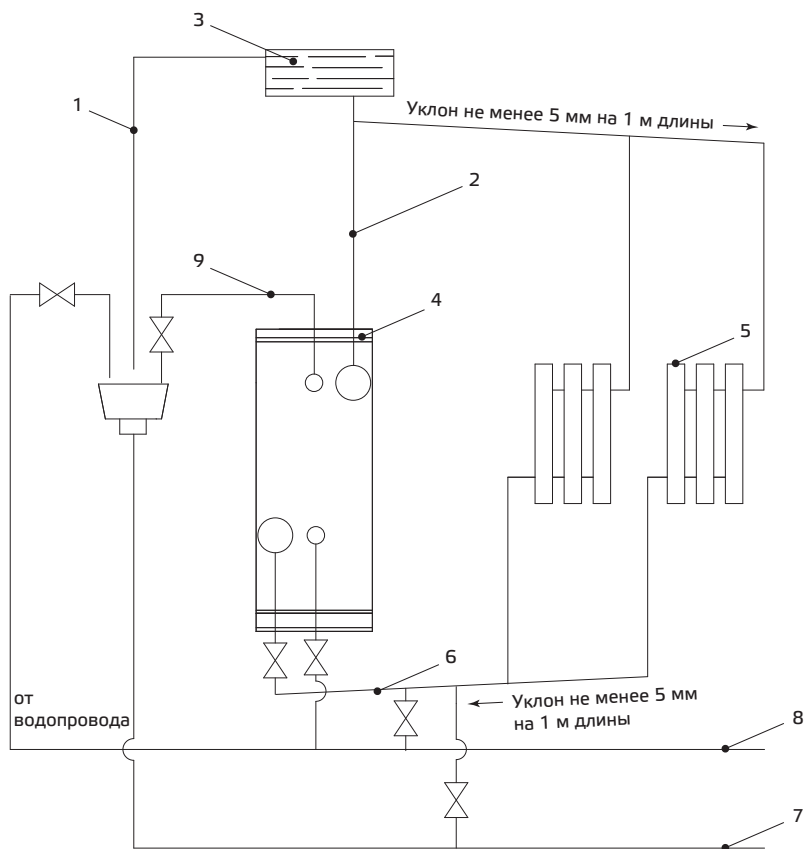 3
1
Уклон не менее 5 мм на 1 м длины
2
9
4
5
6
от
водопровода
Уклон не менее 5 мм
на 1 м длины
8
7